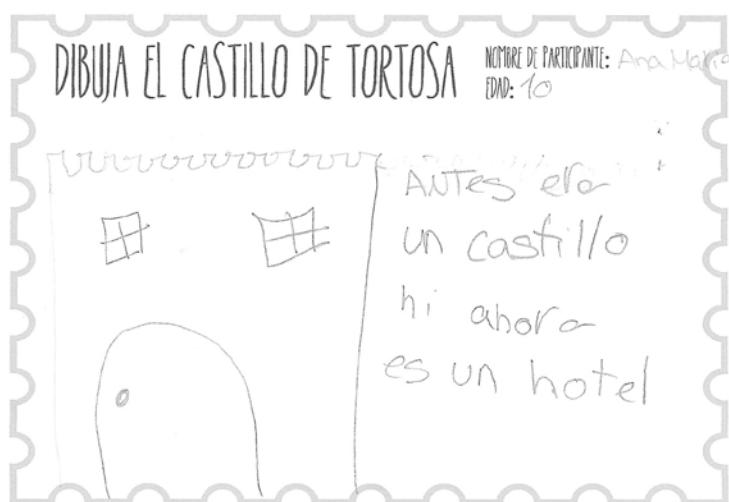 DIBUJA EL CASTILLO DE TORTOSA
NOMBRE DE PARTICIPANTE: Ana Maria
EDAD: 10
ANTES era
un castillo
hi ahora
es un hotel